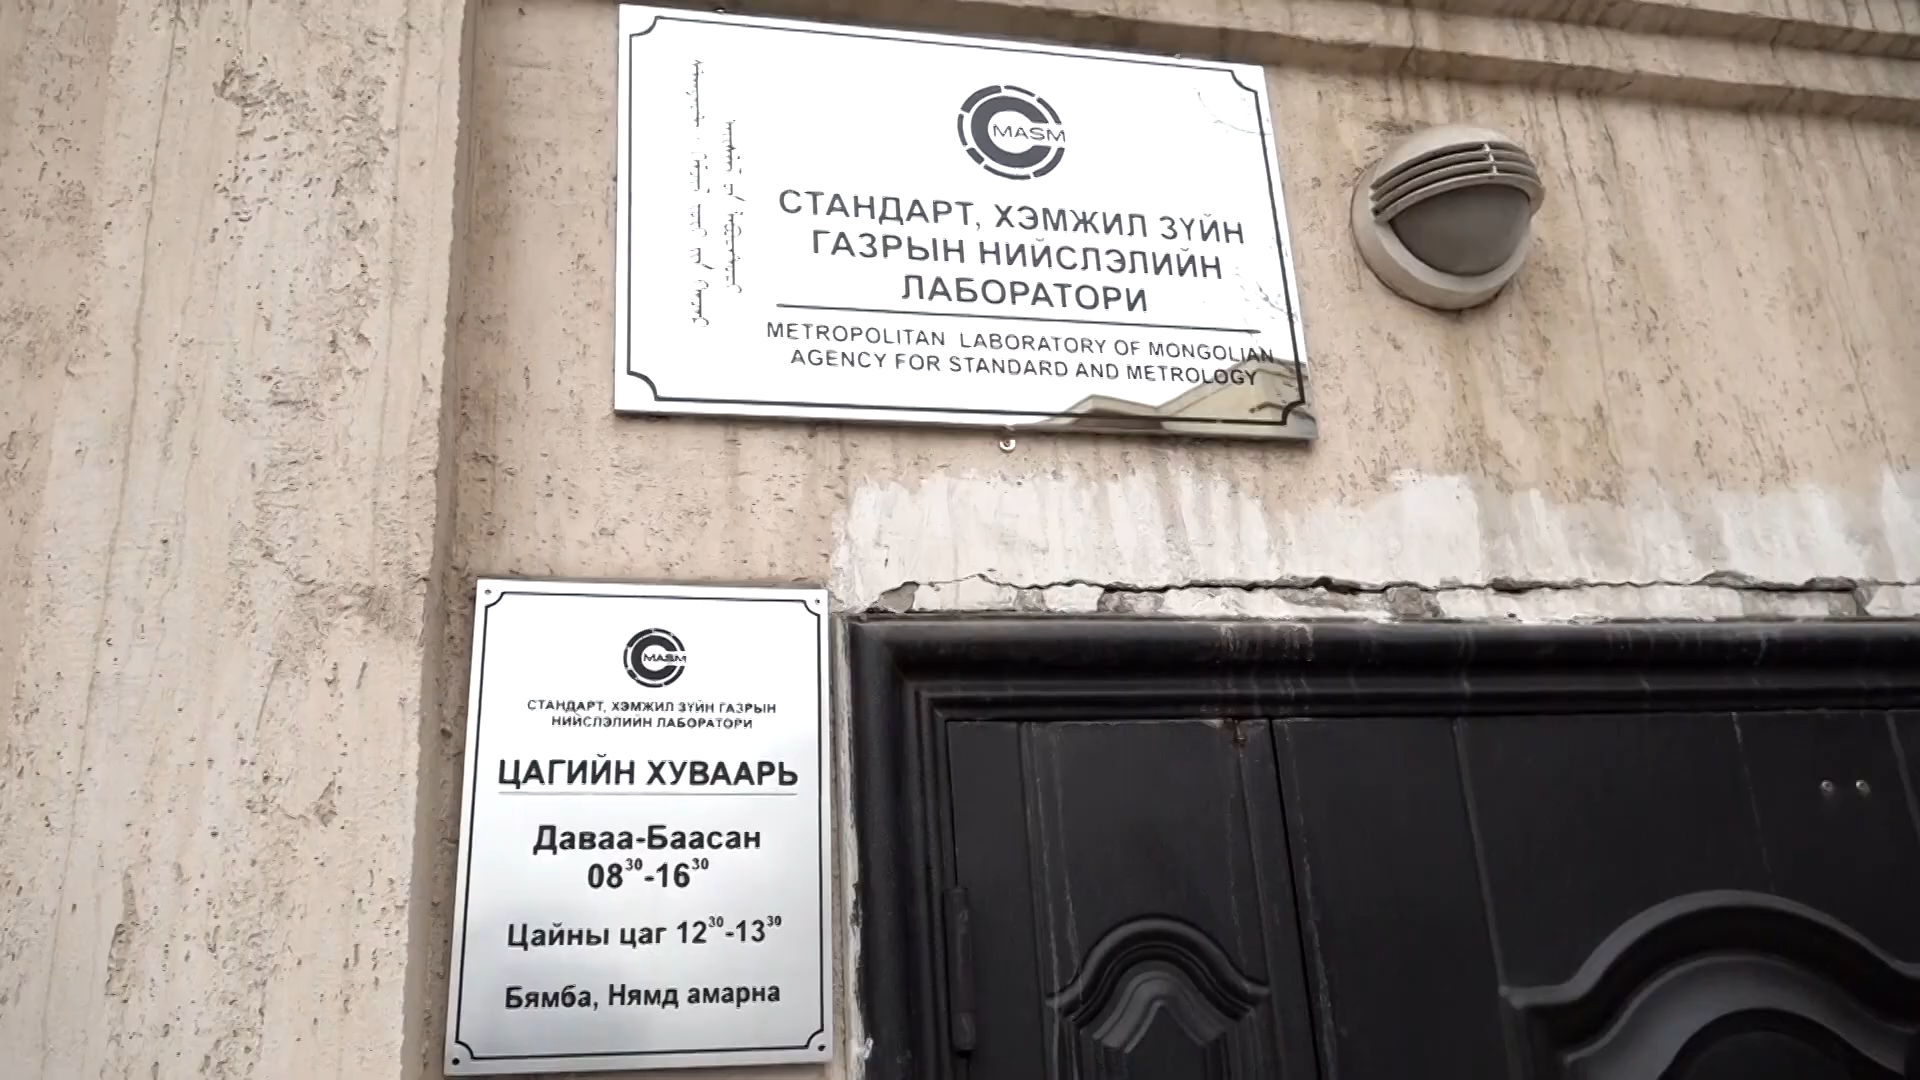 MASM
СТАНДАРТ, ХЭМЖИЛ ЗҮЙН
ГАЗРЫН НИЙСЛЭЛИЙН
ЛАБОРАТОРИ
METROPOLITAN LABORATORY OF MONGOLIAN
AGENCY FOR STANDARD AND METROLOGY
MASM
СТАНДАРТ, ХЭМЖИЛ ЗҮЙН ГАЗРЫН
НИЙСЛЭЛИЙН ЛАБОРАТОРИ
ЦАГИЙН ХУВААРЬ
Даваа-Баасан
08³⁰-16³⁰
Цайны цаг 12³⁰-13³⁰
Бямба, Нямд амарна